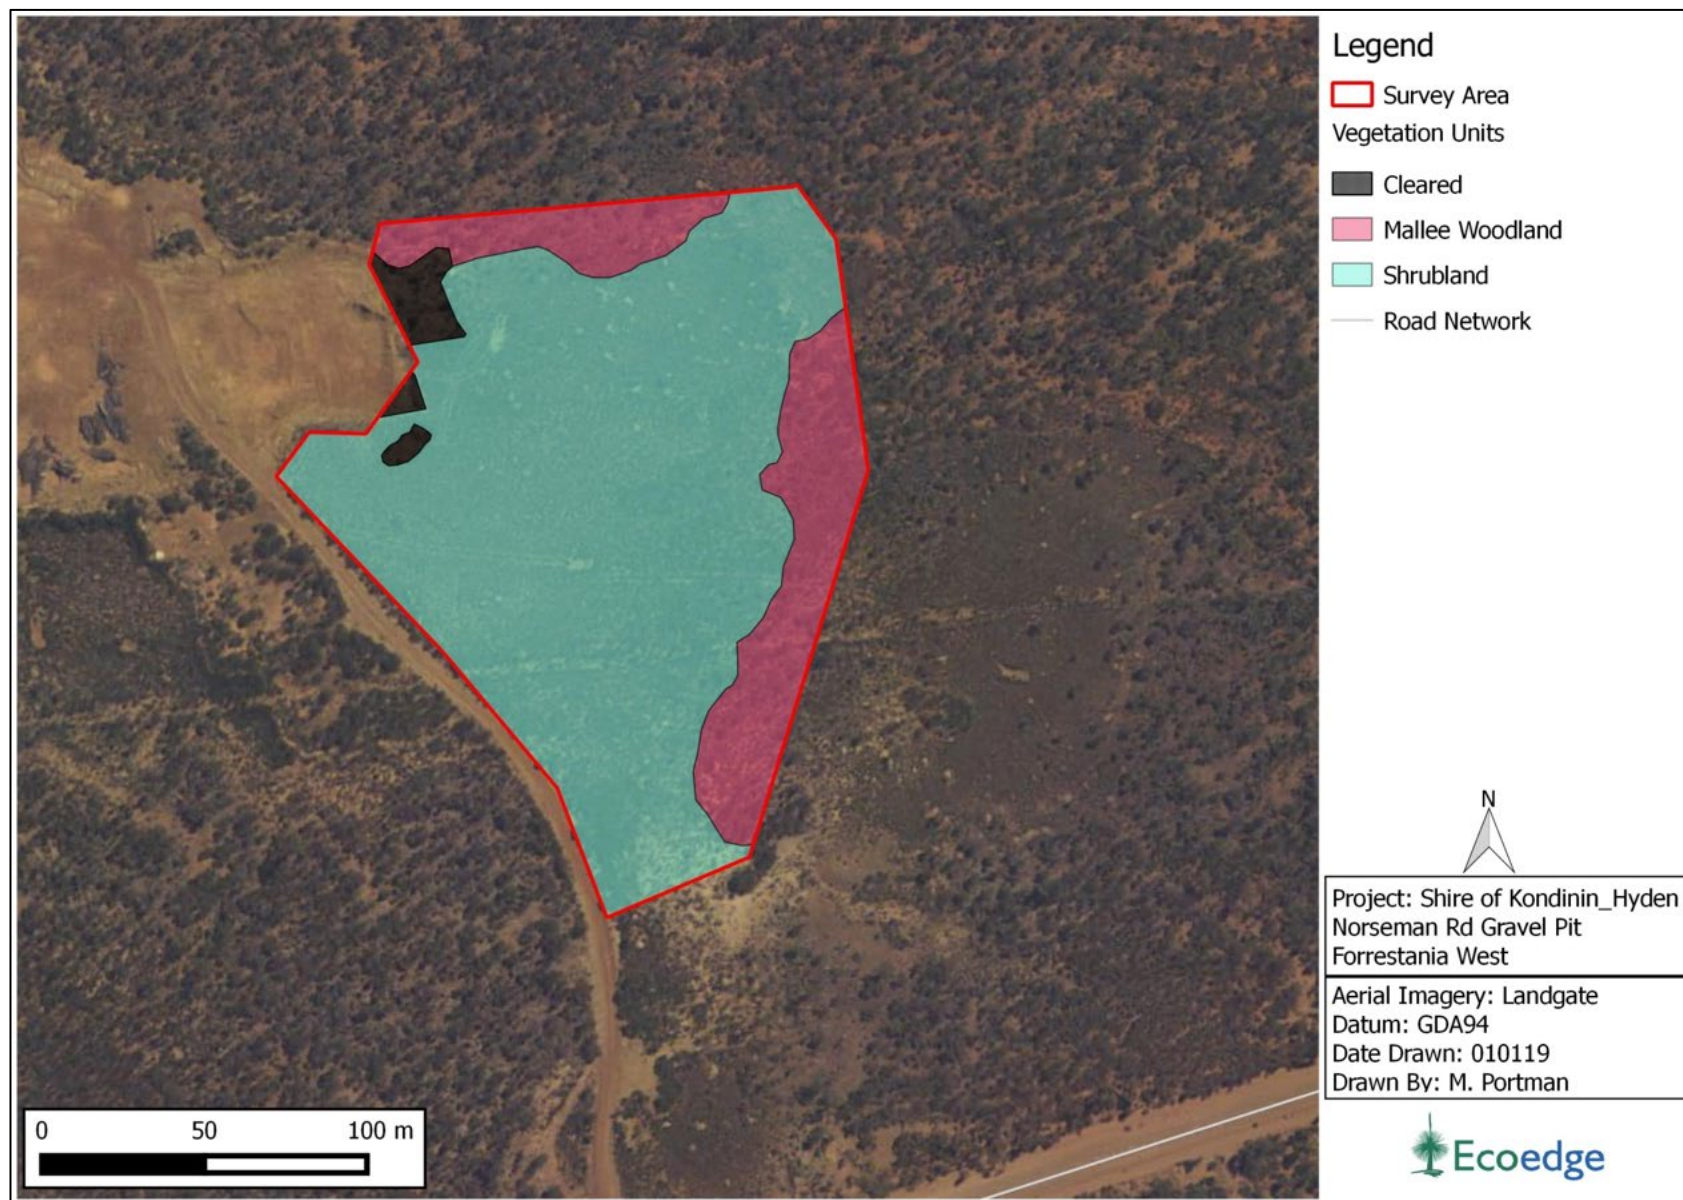 Legend
Survey Area
Vegetation Units
Cleared
Mallee Woodland
Shrubland
Road Network
N
Project: Shire of Kondinin_Hyden
Norseman Rd Gravel Pit
Forrestania West
Aerial Imagery: Landgate
Datum: GDA94
Date Drawn: 010119
Drawn By: M. Portman
0 50 100 m
Ecoedge